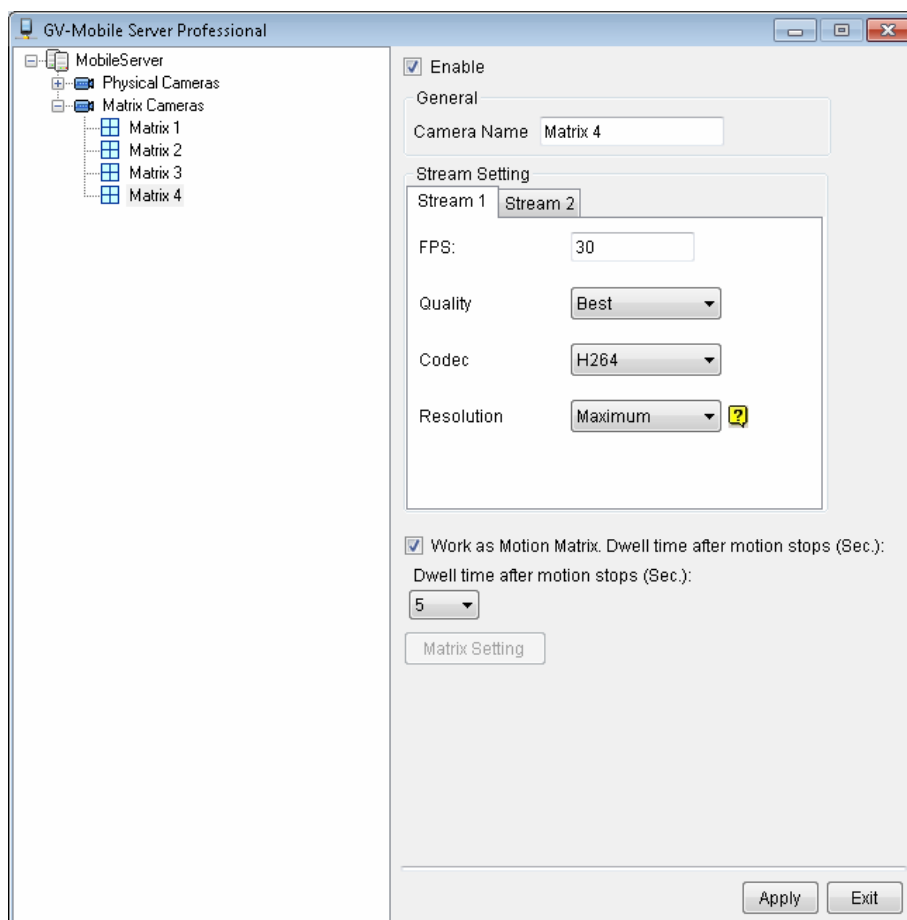 GV-Mobile Server Professional
MobileServer
Physical Cameras
Matrix Cameras
Matrix 1
Matrix 2
Matrix 3
Matrix 4
Enable
General
Camera Name Matrix 4
Stream Setting
Stream 1 Stream 2
FPS: 30
Quality Best
Codec H264
Resolution Maximum ?
Work as Motion Matrix. Dwell time after motion stops (Sec.):
Dwell time after motion stops (Sec.):
5
Matrix Setting
Apply Exit